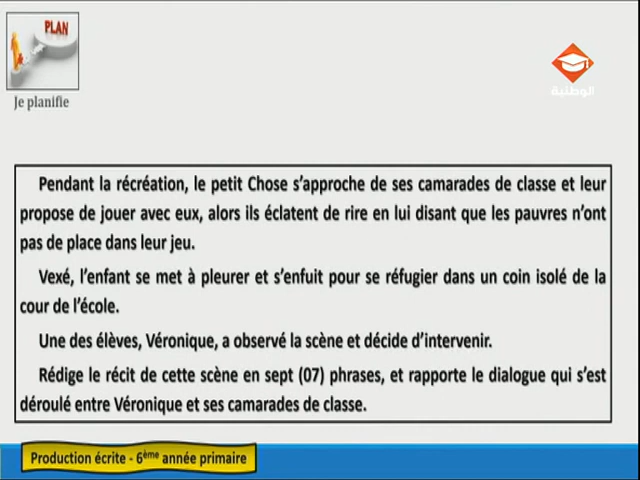 PLAN
Je planifie
الوطنية
Pendant la récréation, le petit Chose s'approche de ses camarades de classe et leur
propose de jouer avec eux, alors ils éclatent de rire en lui disant que les pauvres n'ont
pas de place dans leur jeu.
Vexé, l'enfant se met à pleurer et s'enfuit pour se réfugier dans un coin isolé de la
cour de l'école.
Une des élèves, Véronique, a observé la scène et décide d'intervenir.
Rédige le récit de cette scène en sept (07) phrases, et rapporte le dialogue qui s'est
déroulé entre Véronique et ses camarades de classe.
Production écrite - 6ème année primaire